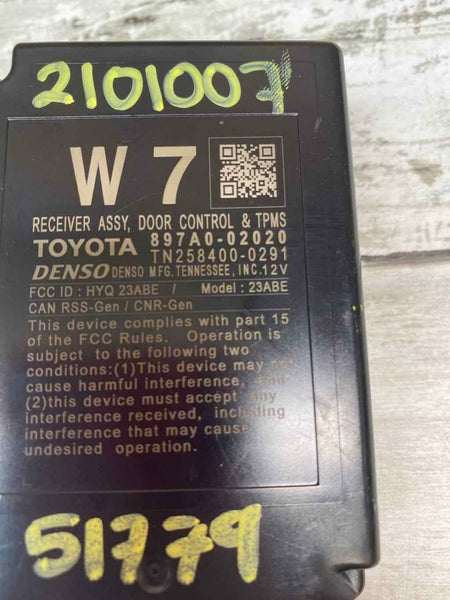 2101007
W 7
RECEIVER ASSY, DOOR CONTROL & TPMS
TOYOTA 897A0-02020
TN258400-0291
DENSO DENSO MFG.TENNESSEE, INC.12V
FCC ID : HYQ 23ABE / Model : 23ABE
CAN RSS-Gen / CNR-Gen
This device complies with part 15
of the FCC Rules. Operation is
subject to the following two
conditions:(1)This device may not
cause harmful interference, and
(2)this device must accept any
interference received, including
interference that may cause
undesired operation.
51779